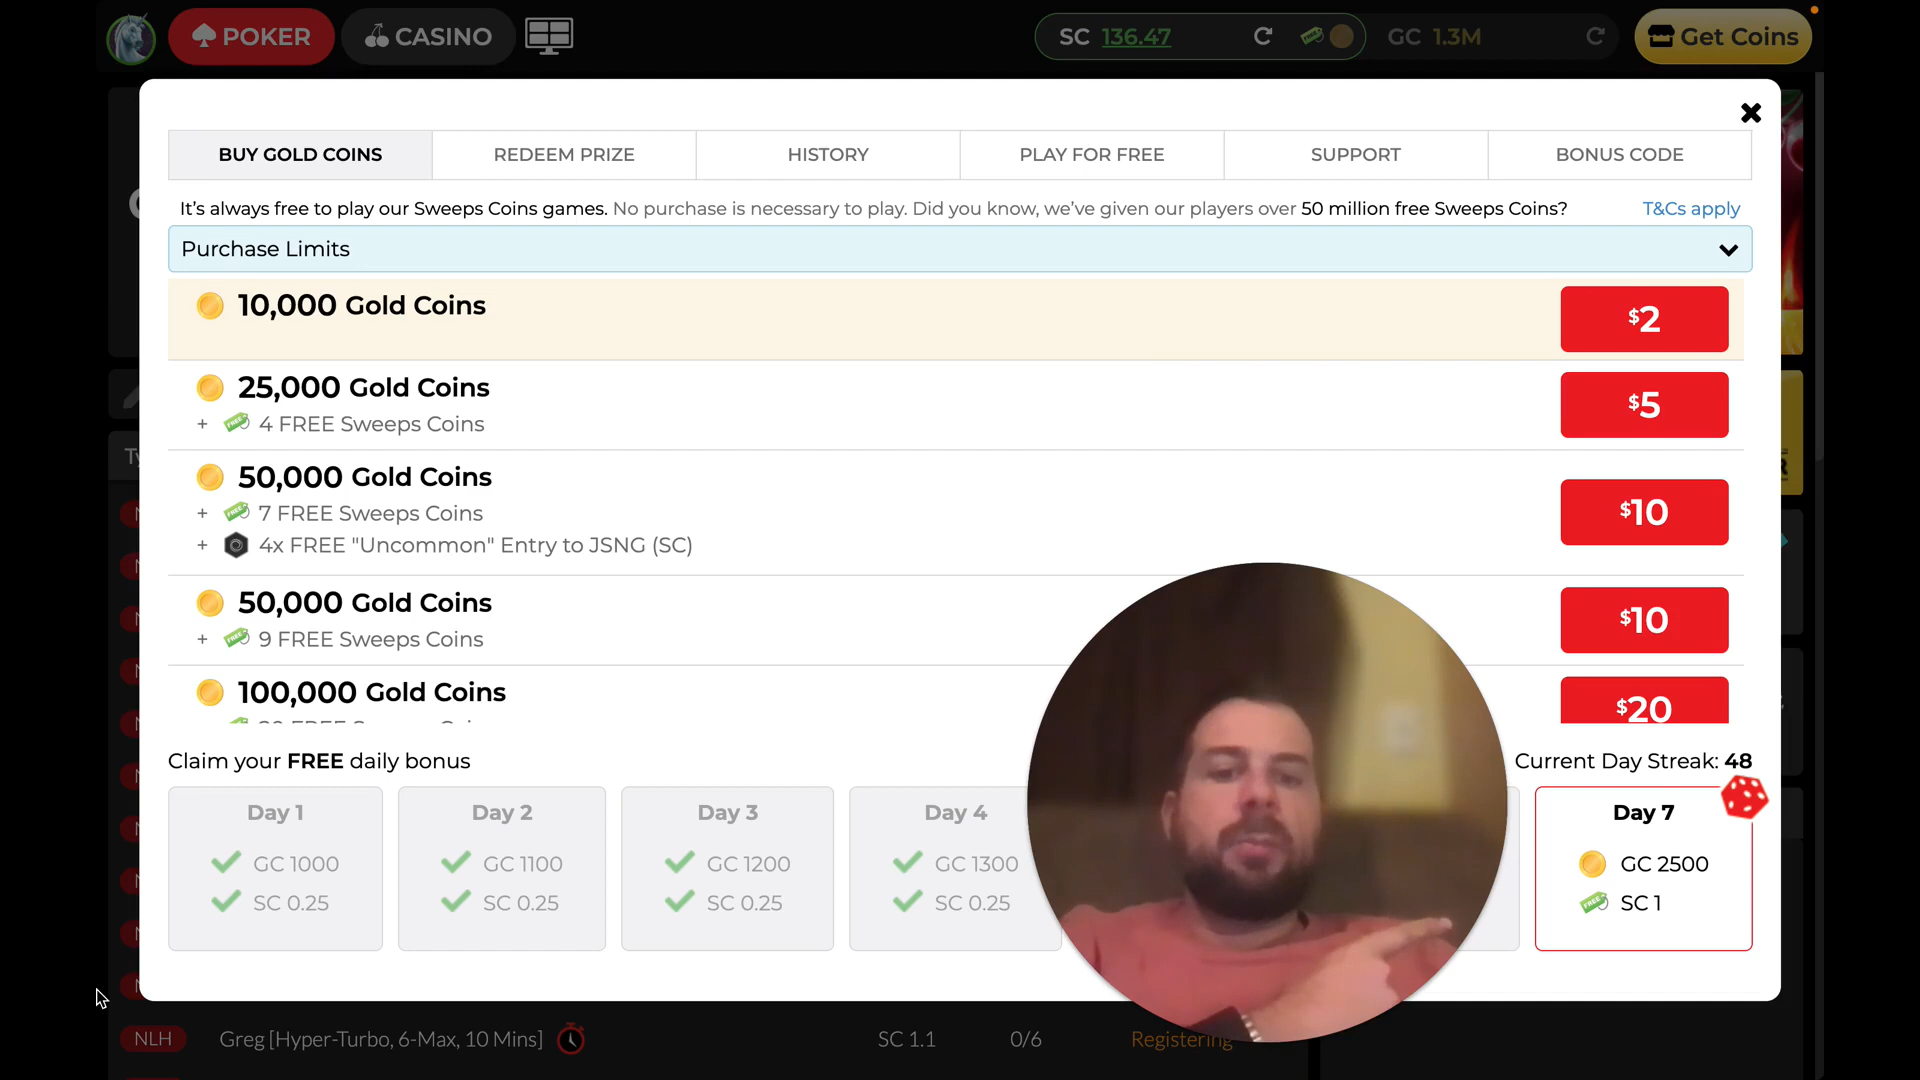 POKER
CASINO
SC 136.47
GC 1.3M
Get Coins
BUY GOLD COINS
REDEEM PRIZE
HISTORY
PLAY FOR FREE
SUPPORT
BONUS CODE
It's always free to play our Sweeps Coins games. No purchase is necessary to play. Did you know, we've given our players over 50 million free Sweeps Coins?
T&Cs apply
Purchase Limits
10,000 Gold Coins
$2
25,000 Gold Coins
+ 4 FREE Sweeps Coins
$5
50,000 Gold Coins
+ 7 FREE Sweeps Coins
+ 4x FREE "Uncommon" Entry to JSNG (SC)
$10
50,000 Gold Coins
+ 9 FREE Sweeps Coins
$10
100,000 Gold Coins
$20
Claim your FREE daily bonus
Current Day Streak: 48
Day 1
GC 1000
SC 0.25
Day 2
GC 1100
SC 0.25
Day 3
GC 1200
SC 0.25
Day 4
GC 1300
SC 0.25
Day 7
GC 2500
SC 1
NLH
Greg [Hyper-Turbo, 6-Max, 10 Mins]
SC 1.1
0/6
Registering